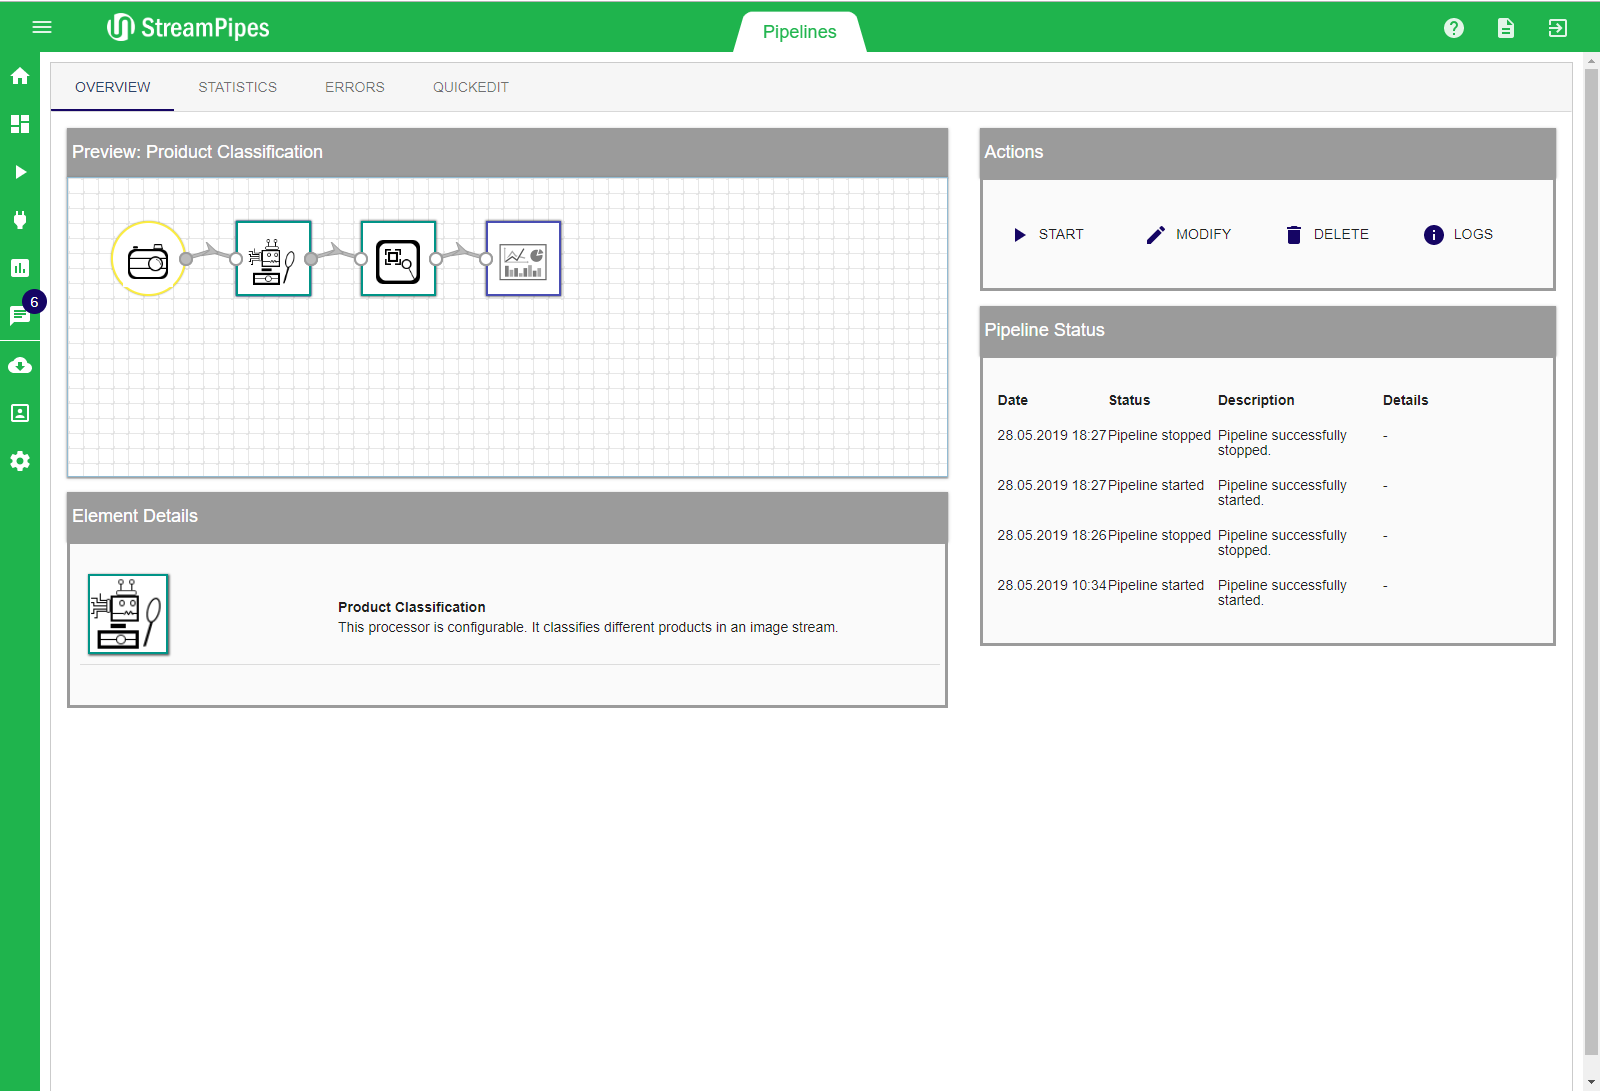 StreamPipes
Pipelines
OVERVIEW STATISTICS ERRORS QUICKEDIT
Preview: Proiduct Classification
Actions
START MODIFY DELETE LOGS
6
Pipeline Status
Date Status Description Details
28.05.2019 18:27 Pipeline stopped Pipeline successfully -
stopped.
28.05.2019 18:27 Pipeline started Pipeline successfully -
started.
28.05.2019 18:26 Pipeline stopped Pipeline successfully -
stopped.
28.05.2019 10:34 Pipeline started Pipeline successfully -
started.
Element Details
Product Classification
This processor is configurable. It classifies different products in an image stream.